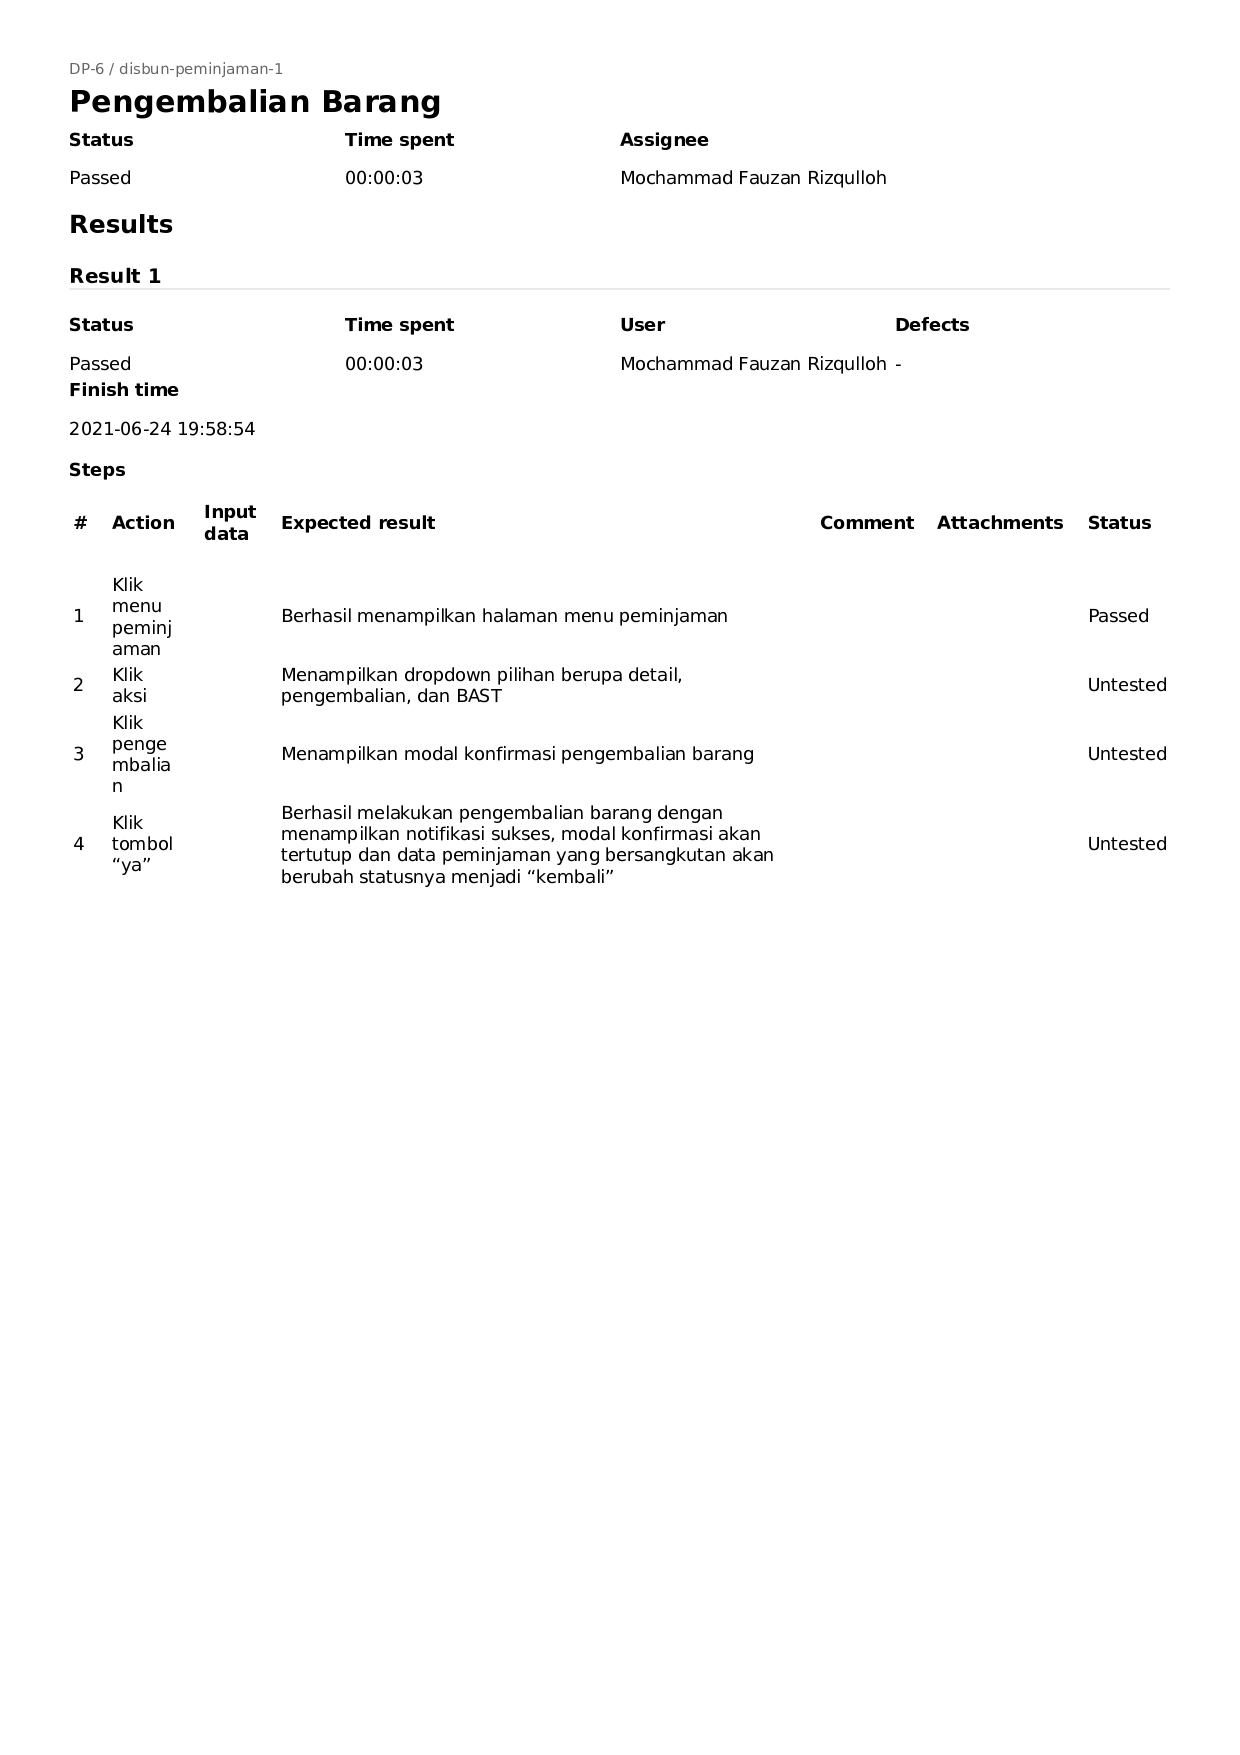 DP-6 / disbun-peminjaman-1
Pengembalian Barang
Status Time spent Assignee
Passed 00:00:03 Mochammad Fauzan Rizqulloh
Results
Result 1
Status Time spent User Defects
Passed 00:00:03 Mochammad Fauzan Rizqulloh -
Finish time
2021-06-24 19:58:54
Steps
# Action Input data Expected result Comment Attachments Status
1
Klik
menu
peminj
aman
Berhasil menampilkan halaman menu peminjaman
Passed
2
Klik
aksi
Menampilkan dropdown pilihan berupa detail,
pengembalian, dan BAST
Untested
3
Klik
penge
mbalia
n
Menampilkan modal konfirmasi pengembalian barang
Untested
4
Klik
tombol
“ya”
Berhasil melakukan pengembalian barang dengan
menampilkan notifikasi sukses, modal konfirmasi akan
tertutup dan data peminjaman yang bersangkutan akan
berubah statusnya menjadi “kembali”
Untested